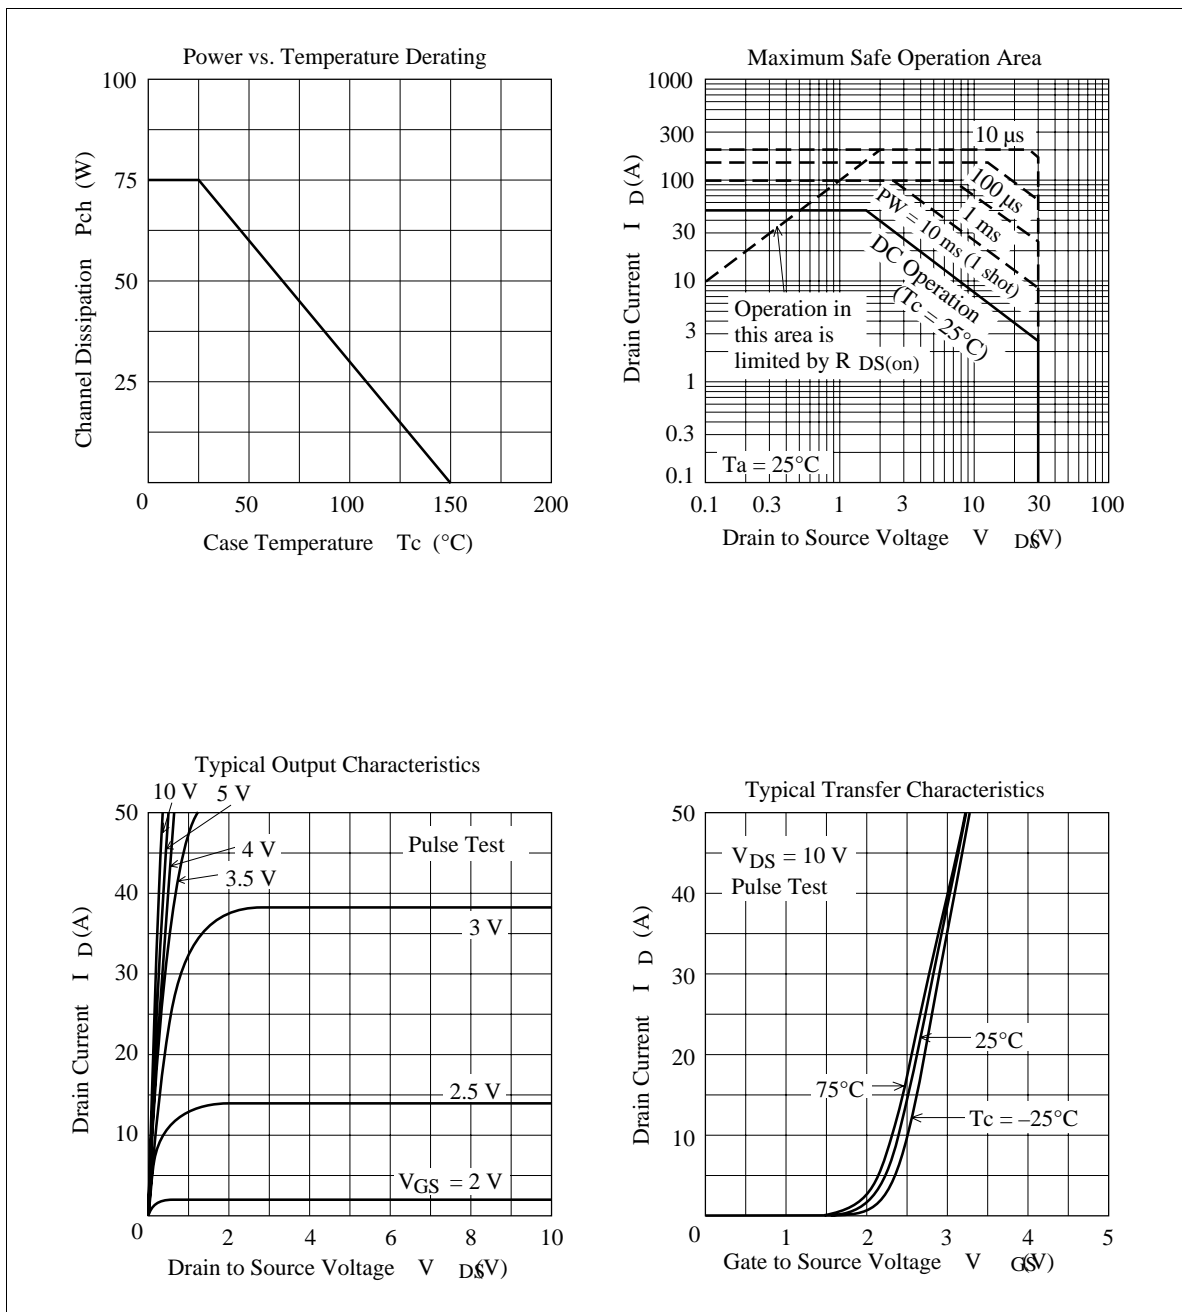 Power vs. Temperature Derating
100
75
50
25
Channel Dissipation Pch (W)
0 50 100 150 200
Case Temperature Tc (°C)
Maximum Safe Operation Area
1000
300
100
30
10
3
1
0.3
0.1
Drain Current I D (A)
10 µs
100 µs
1 ms
PW = 10 ms (1 shot)
DC Operation
(Tc = 25°C)
Operation in
this area is
limited by R DS(on)
Ta = 25°C
0.1 0.3 1 3 10 30 100
Drain to Source Voltage V DS (V)
Typical Output Characteristics
10 V 5 V
4 V
3.5 V
Pulse Test
3 V
2.5 V
VGS = 2 V
50
40
30
20
10
Drain Current I D (A)
0 2 4 6 8 10
Drain to Source Voltage V DS (V)
Typical Transfer Characteristics
50
40
30
20
10
Drain Current I D (A)
VDS = 10 V
Pulse Test
25°C
75°C
Tc = –25°C
0 1 2 3 4 5
Gate to Source Voltage V GS (V)